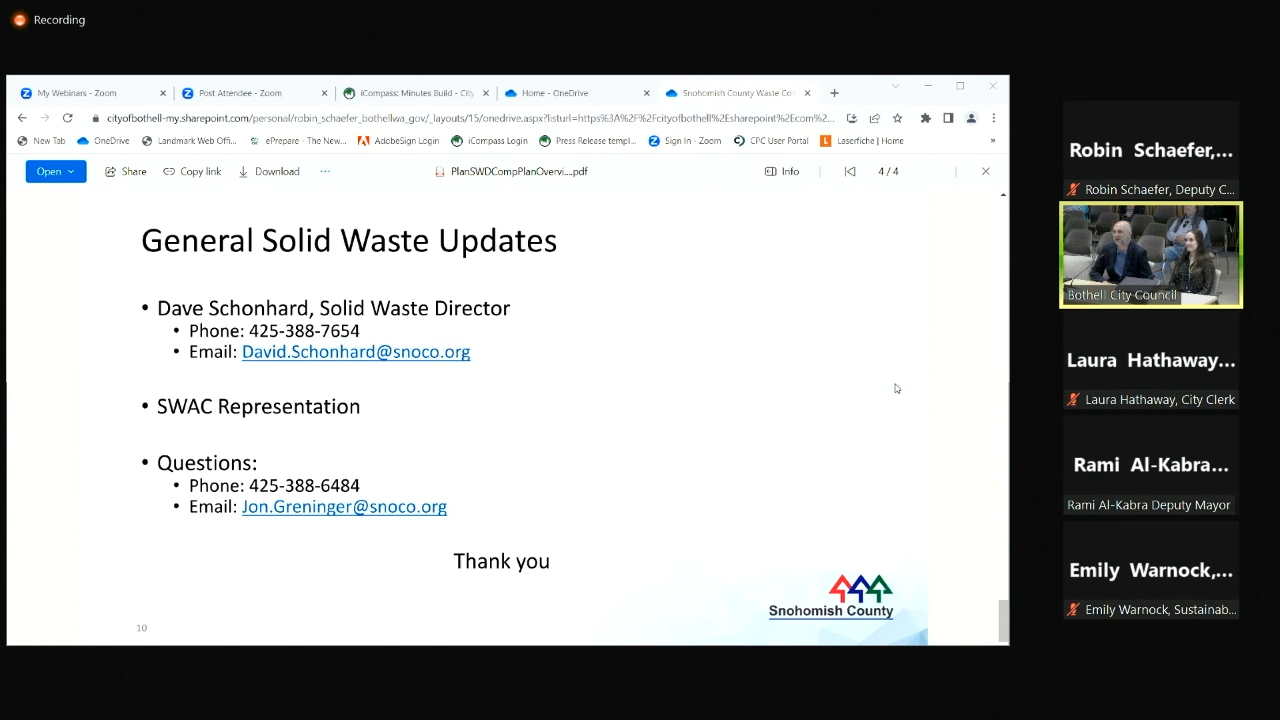 Recording
My Webinars - Zoom
Post Attendee - Zoom
iCompass: Minutes Build - City
Home - OneDrive
Snohomish County Waste Co
cityofbothell-my.sharepoint.com/personal/robin_schaefer_bothellwa_gov/_layouts/15/onedrive.aspx?listurl=https%3A%2F%2Fcityofbothell%2Esharepoint%2Ecom%2...
New Tab
OneDrive
Landmark Web Offi...
ePrepare - The New...
AdobeSign Login
iCompass Login
Press Release templ...
Sign In - Zoom
CPC User Portal
Laserfiche | Home
»
Open
Share
Copy link
Download
...
PlanSWDCompPlanOvervi....pdf
Info
4 / 4
General Solid Waste Updates
• Dave Schonhard, Solid Waste Director
• Phone: 425-388-7654
• Email: David.Schonhard@snoco.org
• SWAC Representation
• Questions:
• Phone: 425-388-6484
• Email: Jon.Greninger@snoco.org
Thank you
Snohomish County
10
Robin Schaefer,...
Robin Schaefer, Deputy C...
Bothell City Council
Laura Hathaway...
Laura Hathaway, City Clerk
Rami Al-Kabra...
Rami Al-Kabra Deputy Mayor
Emily Warnock,...
Emily Warnock, Sustainab...